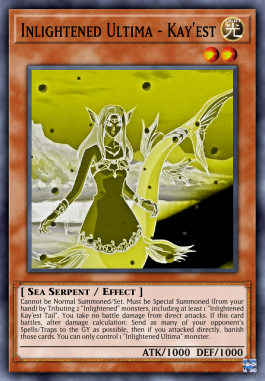 Inlightened Ultima - Kay'est
LIGHT
光
[ Sea Serpent / Effect ]
Cannot be Normal Summoned/Set. Must be Special Summoned (from your
hand) by Tributing 2 "Inlightened" monsters, including at least 1 "Inlightened
Kay'est Tail". You take no battle damage from direct attacks. If this card
battles, after damage calculation: Send as many of your opponent's
Spells/Traps to the GY as possible, then if you attacked directly, banish
those cards. You can only control 1 "Inlightened Ultima" monster.
ATK/1000 DEF/1000